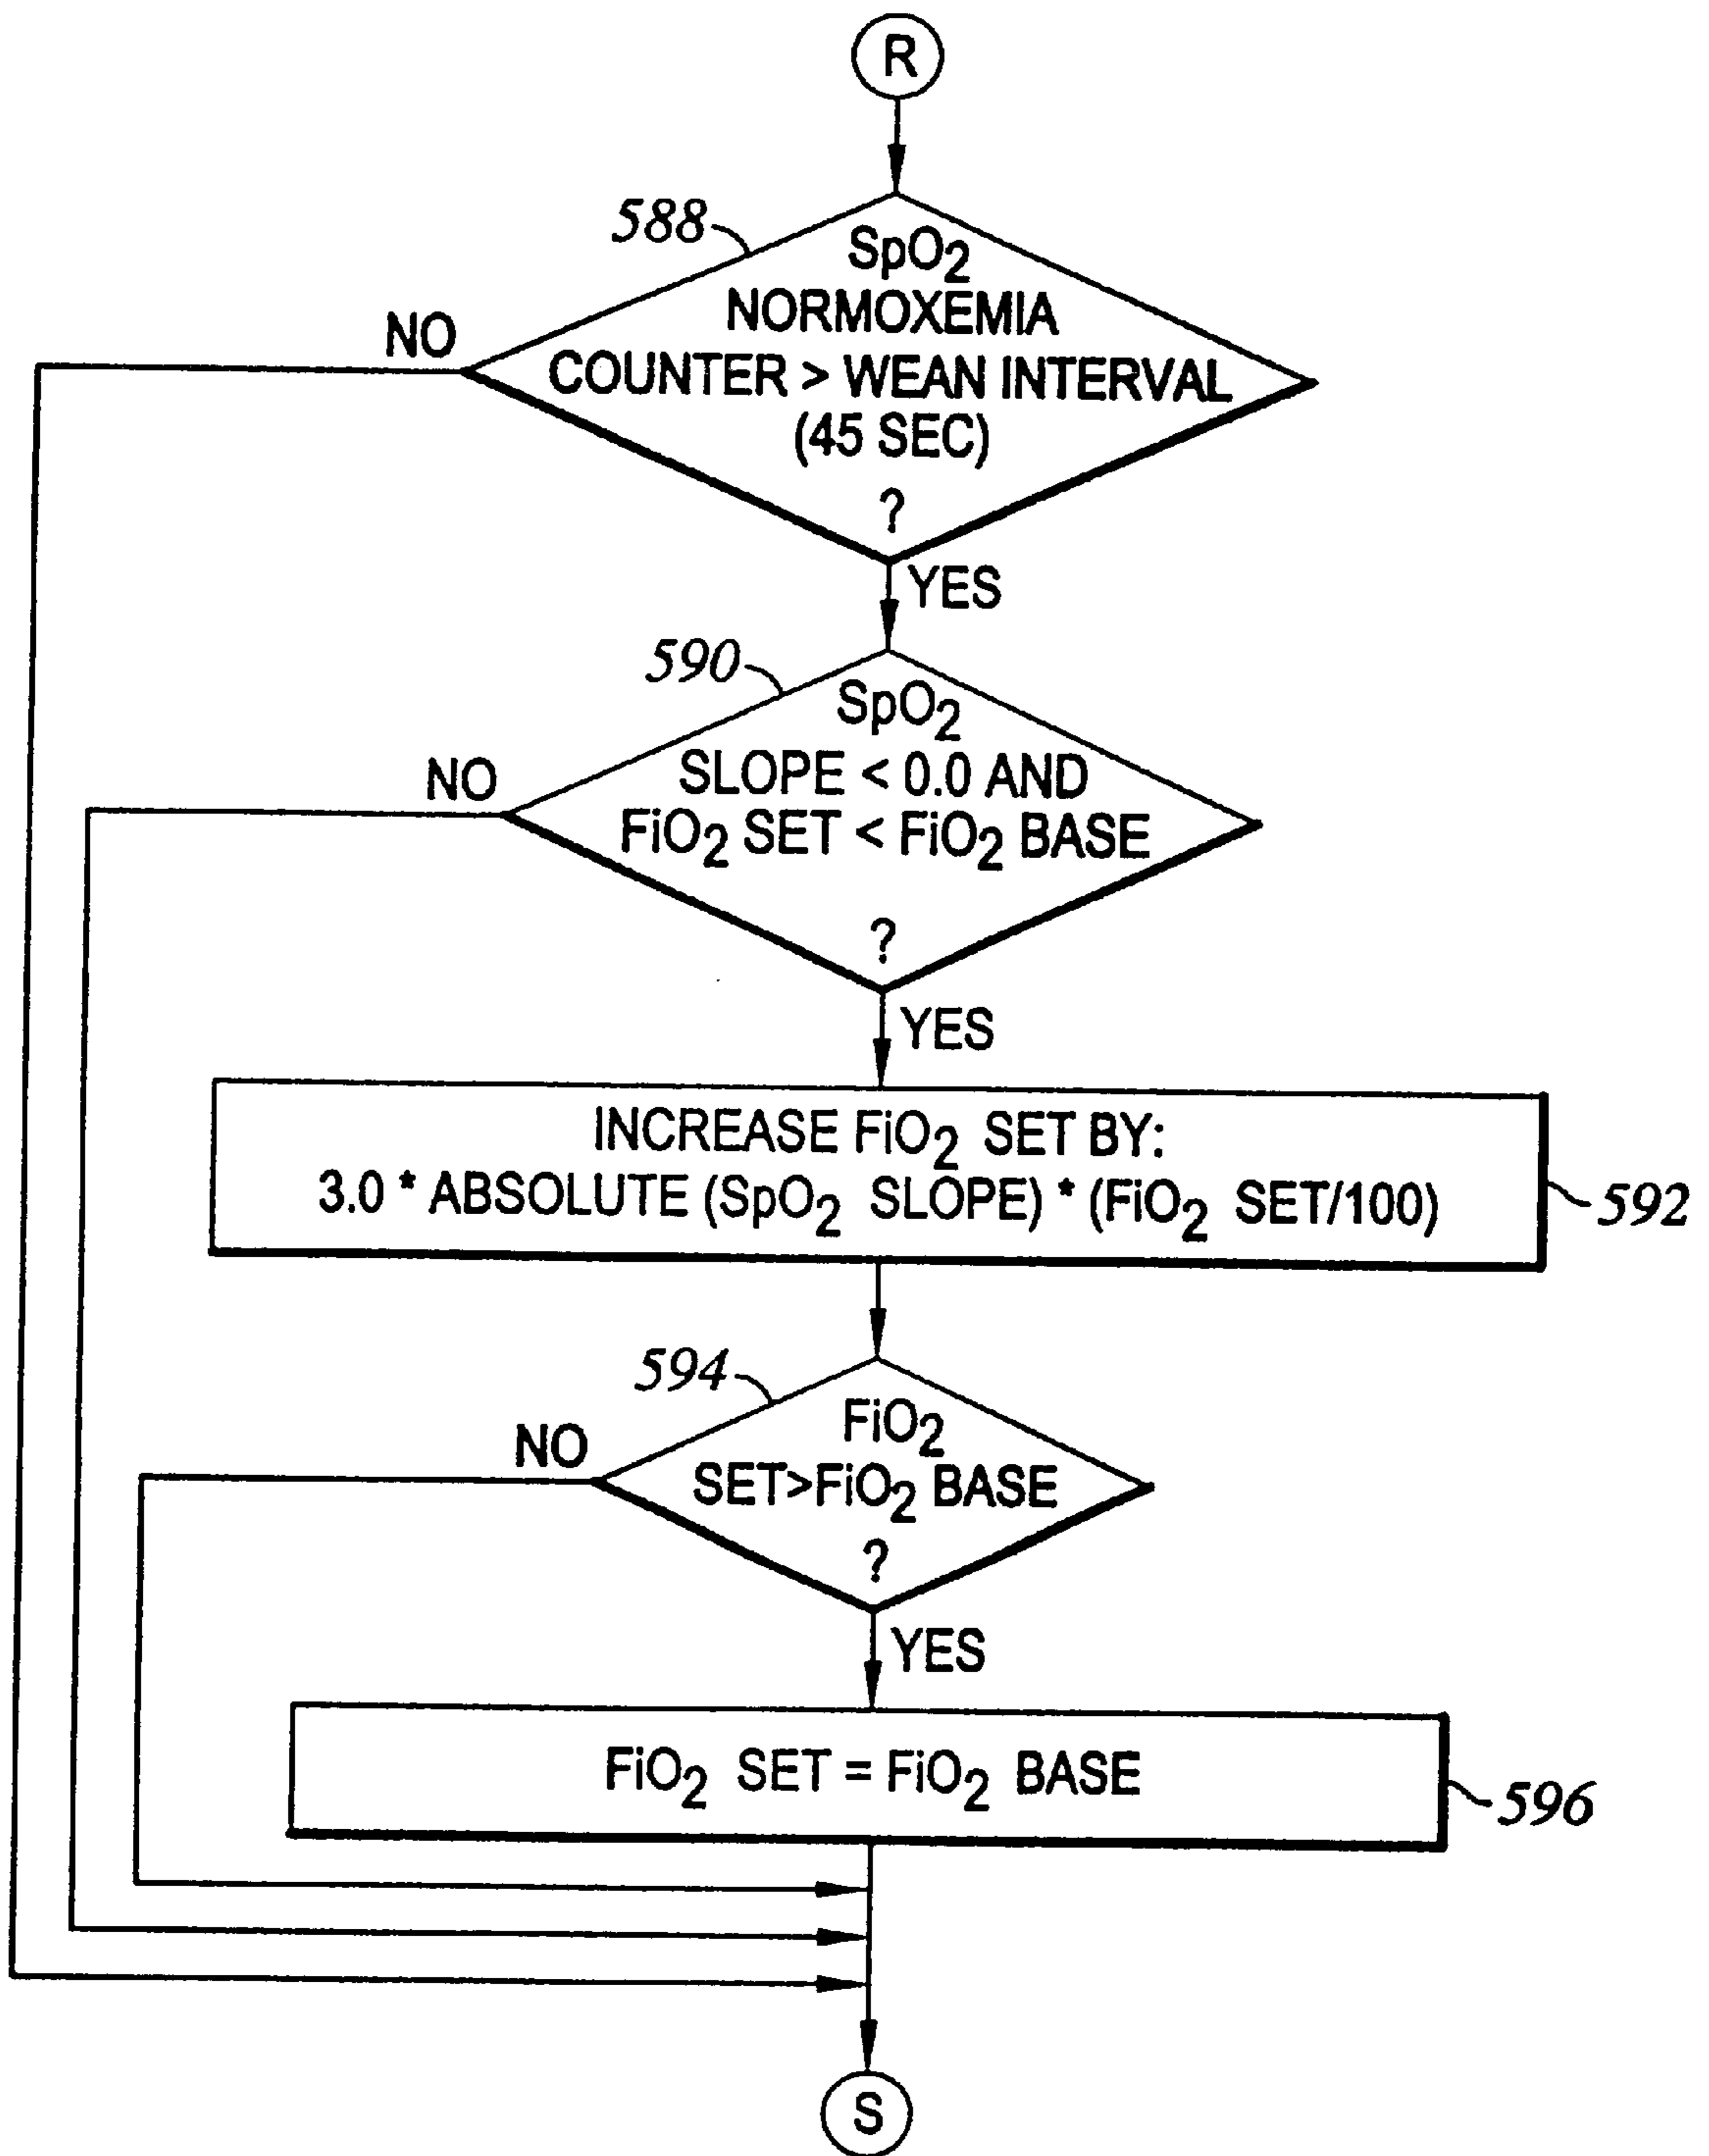 R
588
SpO2
NORMOXEMIA
NO
COUNTER > WEAN INTERVAL
(45 SEC)
?
YES
590
SpO2
NO
SLOPE < 0.0 AND
FiO2 SET < FiO2 BASE
?
YES
INCREASE FiO2 SET BY:
3.0 * ABSOLUTE (SpO2 SLOPE) * (FiO2 SET/100)
592
594
FiO2
NO
SET>FiO2 BASE
?
YES
FiO2 SET = FiO2 BASE
596
S